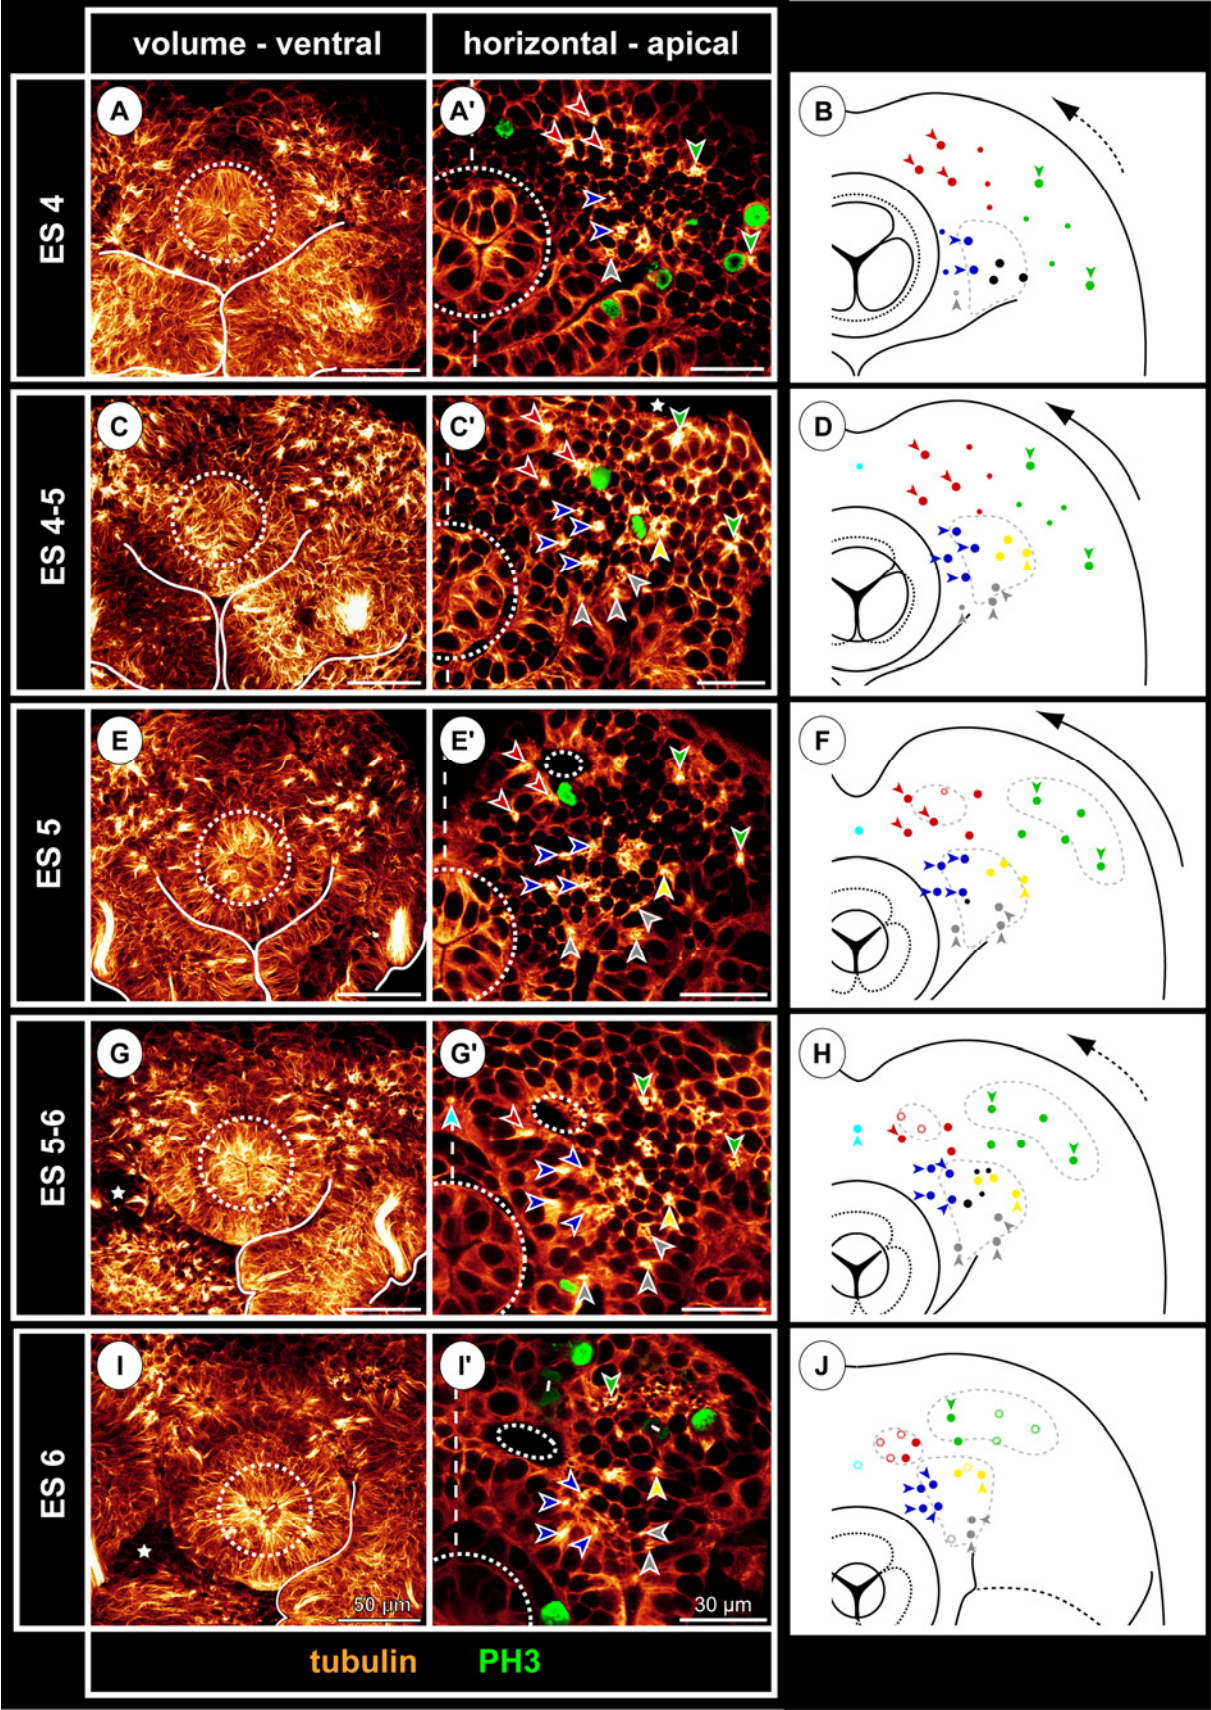 volume - ventral horizontal - apical
ES 4
A A' B
ES 4-5
C C' D
ES 5
E E' F
ES 5-6
G G' H
ES 6
I I' J
50 µm 30 µm
tubulin PH3